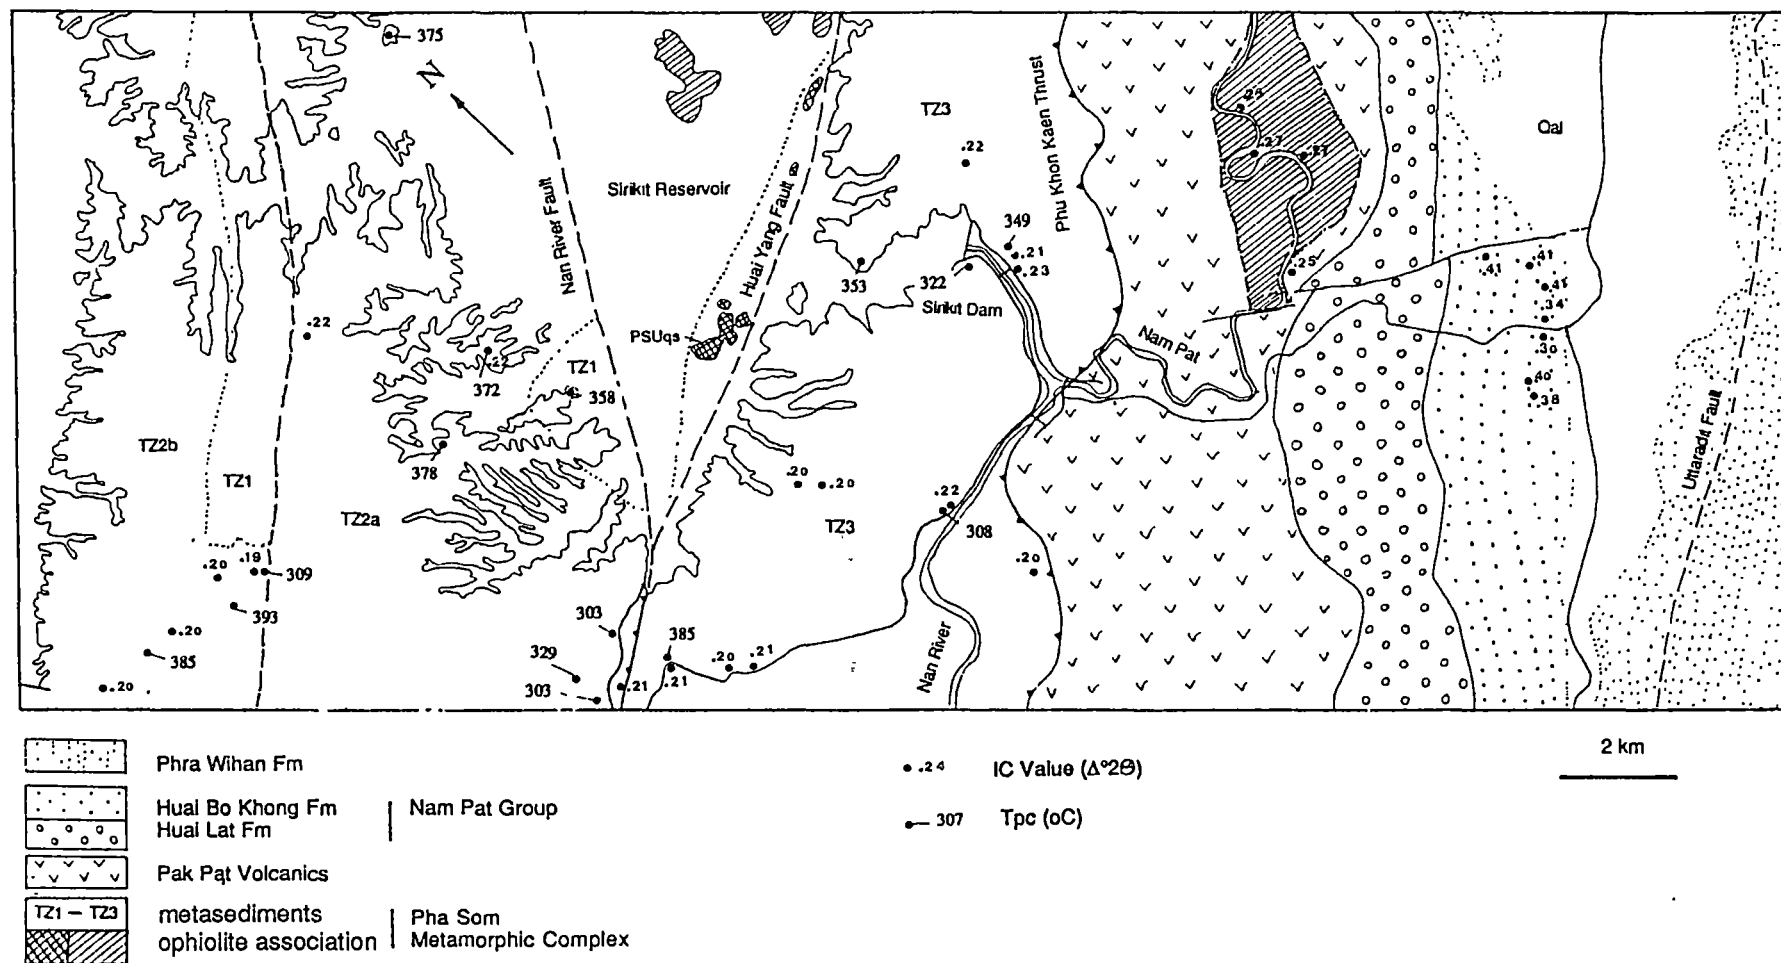 375
N
TZ3
.22
Phu Khon Kaen Thrust
.25
.27
.27
Qal
Nan River Fault
Sirikit Reservoir
Huai Yang Fault
349
.21
.23
353
322
Sirikit Dam
.25
.41
.41
.41
.34
.30
.40
.38
.22
PSUqs
Nam Pat
372
TZ1
358
Uttaradit Fault
TZ2b
TZ1
378
TZ2a
.20
.20
TZ3
.22
308
.20
.20
.19
309
393
.20
385
.20
303
329
303
.21
385
.21
.20
.21
Nan River
2 km
Phra Wihan Fm
Huai Bo Khong Fm
Huai Lat Fm
Nam Pat Group
Pak Pat Volcanics
TZ1 – TZ3
metasediments
ophiolite association
Pha Som
Metamorphic Complex
.24
IC Value (Δ°2Θ)
307
Tpc (oC)